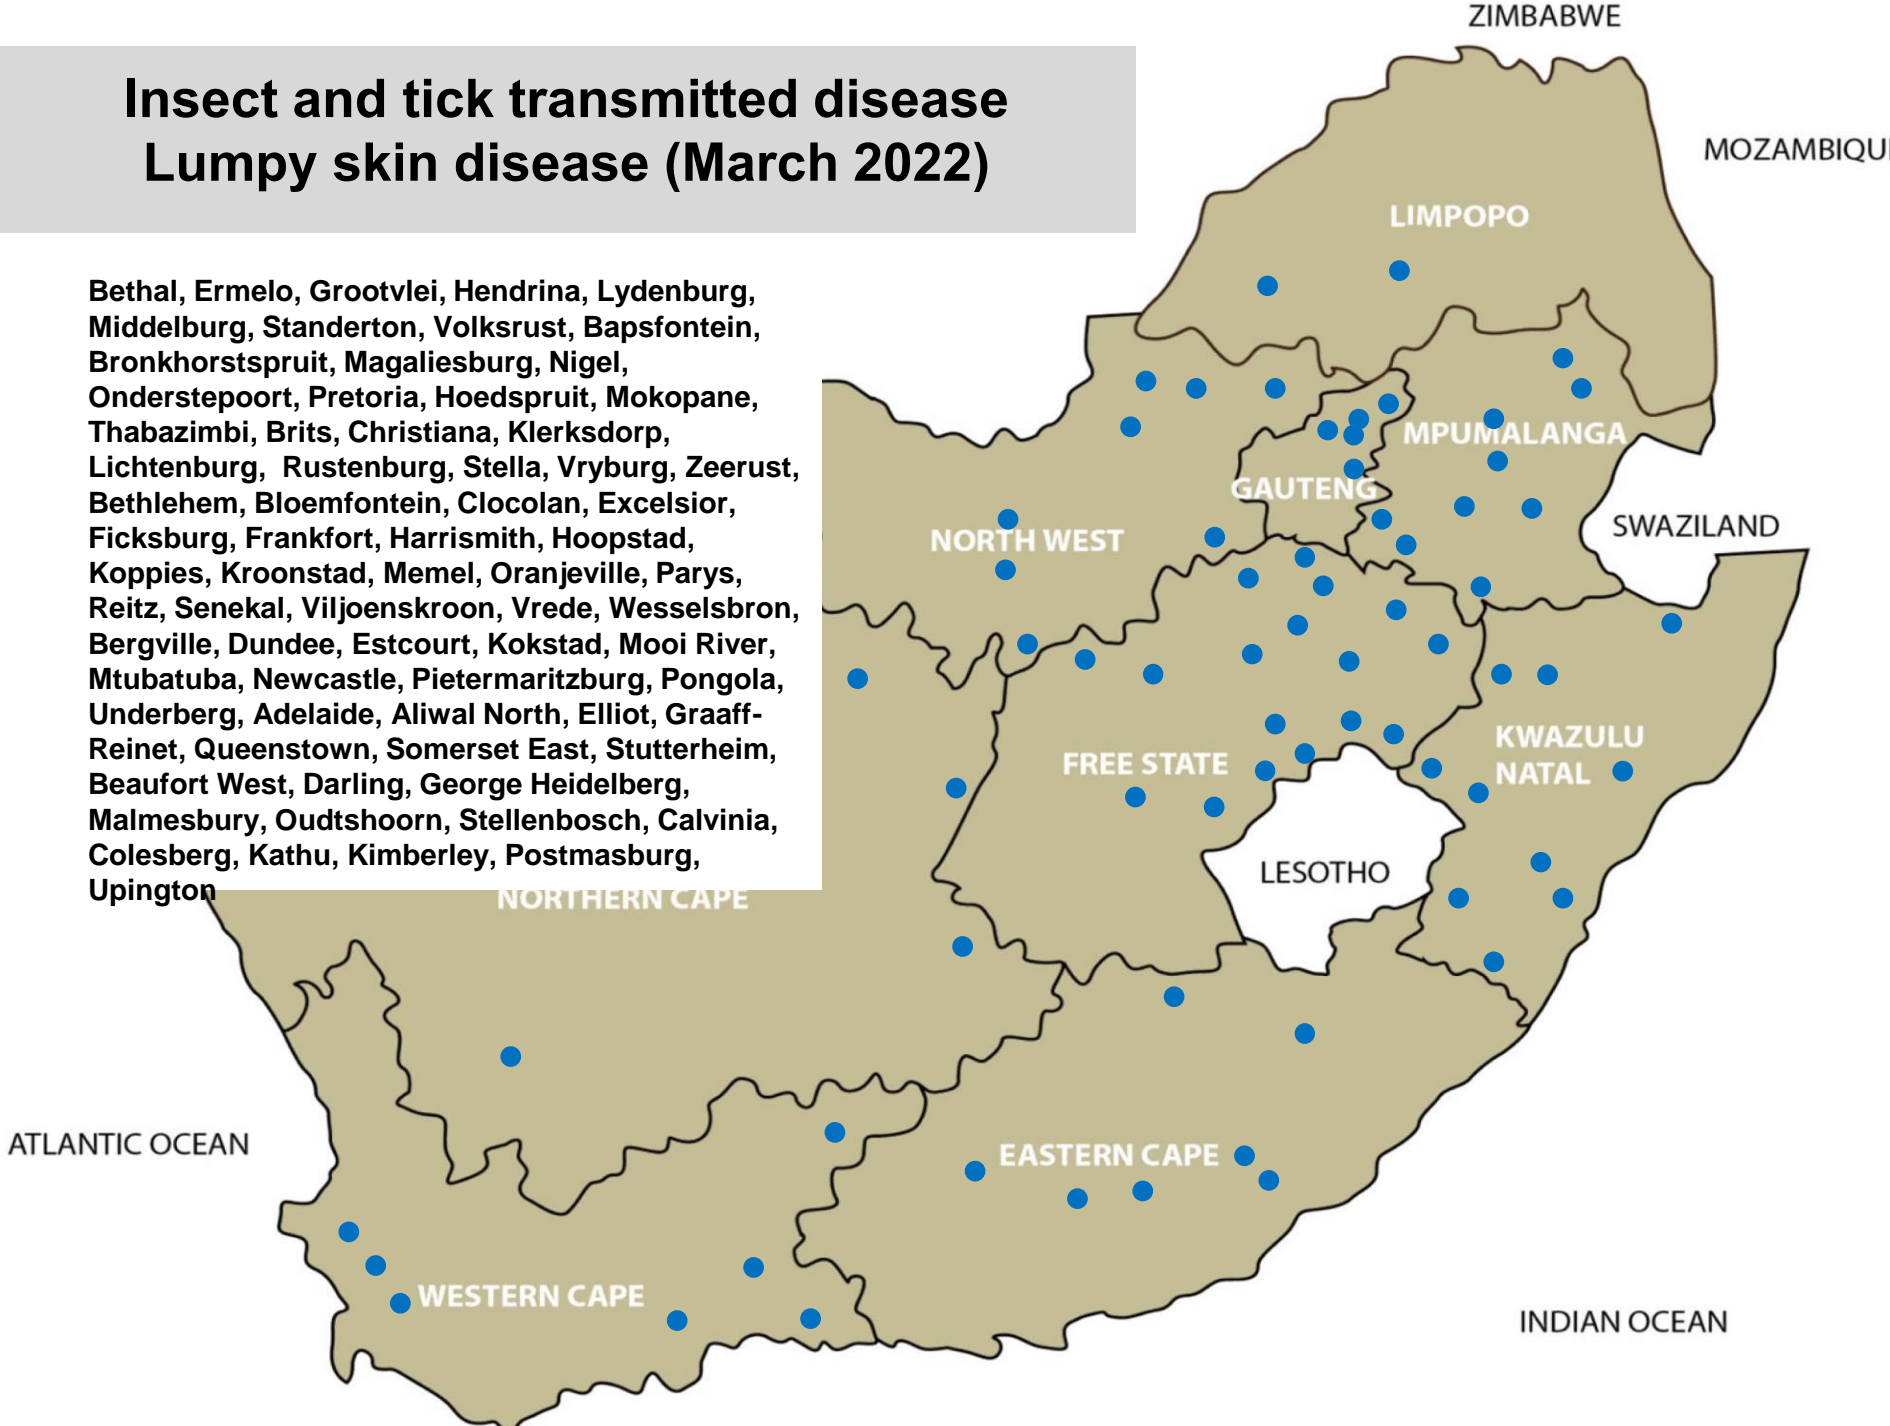 ZIMBABWE
Insect and tick transmitted disease
Lumpy skin disease (March 2022)
MOZAMBIQU
LIMPOPO
Bethal, Ermelo, Grootvlei, Hendrina, Lydenburg,
Middelburg, Standerton, Volksrust, Bapsfontein,
Bronkhorstspruit, Magaliesburg, Nigel,
Onderstepoort, Pretoria, Hoedspruit, Mokopane,
Thabazimbi, Brits, Christiana, Klerksdorp,
Lichtenburg,  Rustenburg, Stella, Vryburg, Zeerust,
Bethlehem, Bloemfontein, Clocolan, Excelsior,
Ficksburg, Frankfort, Harrismith, Hoopstad,
Koppies, Kroonstad, Memel, Oranjeville, Parys,
Reitz, Senekal, Viljoenskroon, Vrede, Wesselsbron,
Bergville, Dundee, Estcourt, Kokstad, Mooi River,
Mtubatuba, Newcastle, Pietermaritzburg, Pongola,
Underberg, Adelaide, Aliwal North, Elliot, Graaff-
Reinet, Queenstown, Somerset East, Stutterheim,
Beaufort West, Darling, George Heidelberg,
Malmesbury, Oudtshoorn, Stellenbosch, Calvinia,
Colesberg, Kathu, Kimberley, Postmasburg,
Upington
MPUMALANGA
GAUTENG
NORTH WEST
SWAZILAND
KWAZULU
NATAL
FREE STATE
LESOTHO
NORTHERN CAPE
ATLANTIC OCEAN
EASTERN CAPE
WESTERN CAPE
INDIAN OCEAN